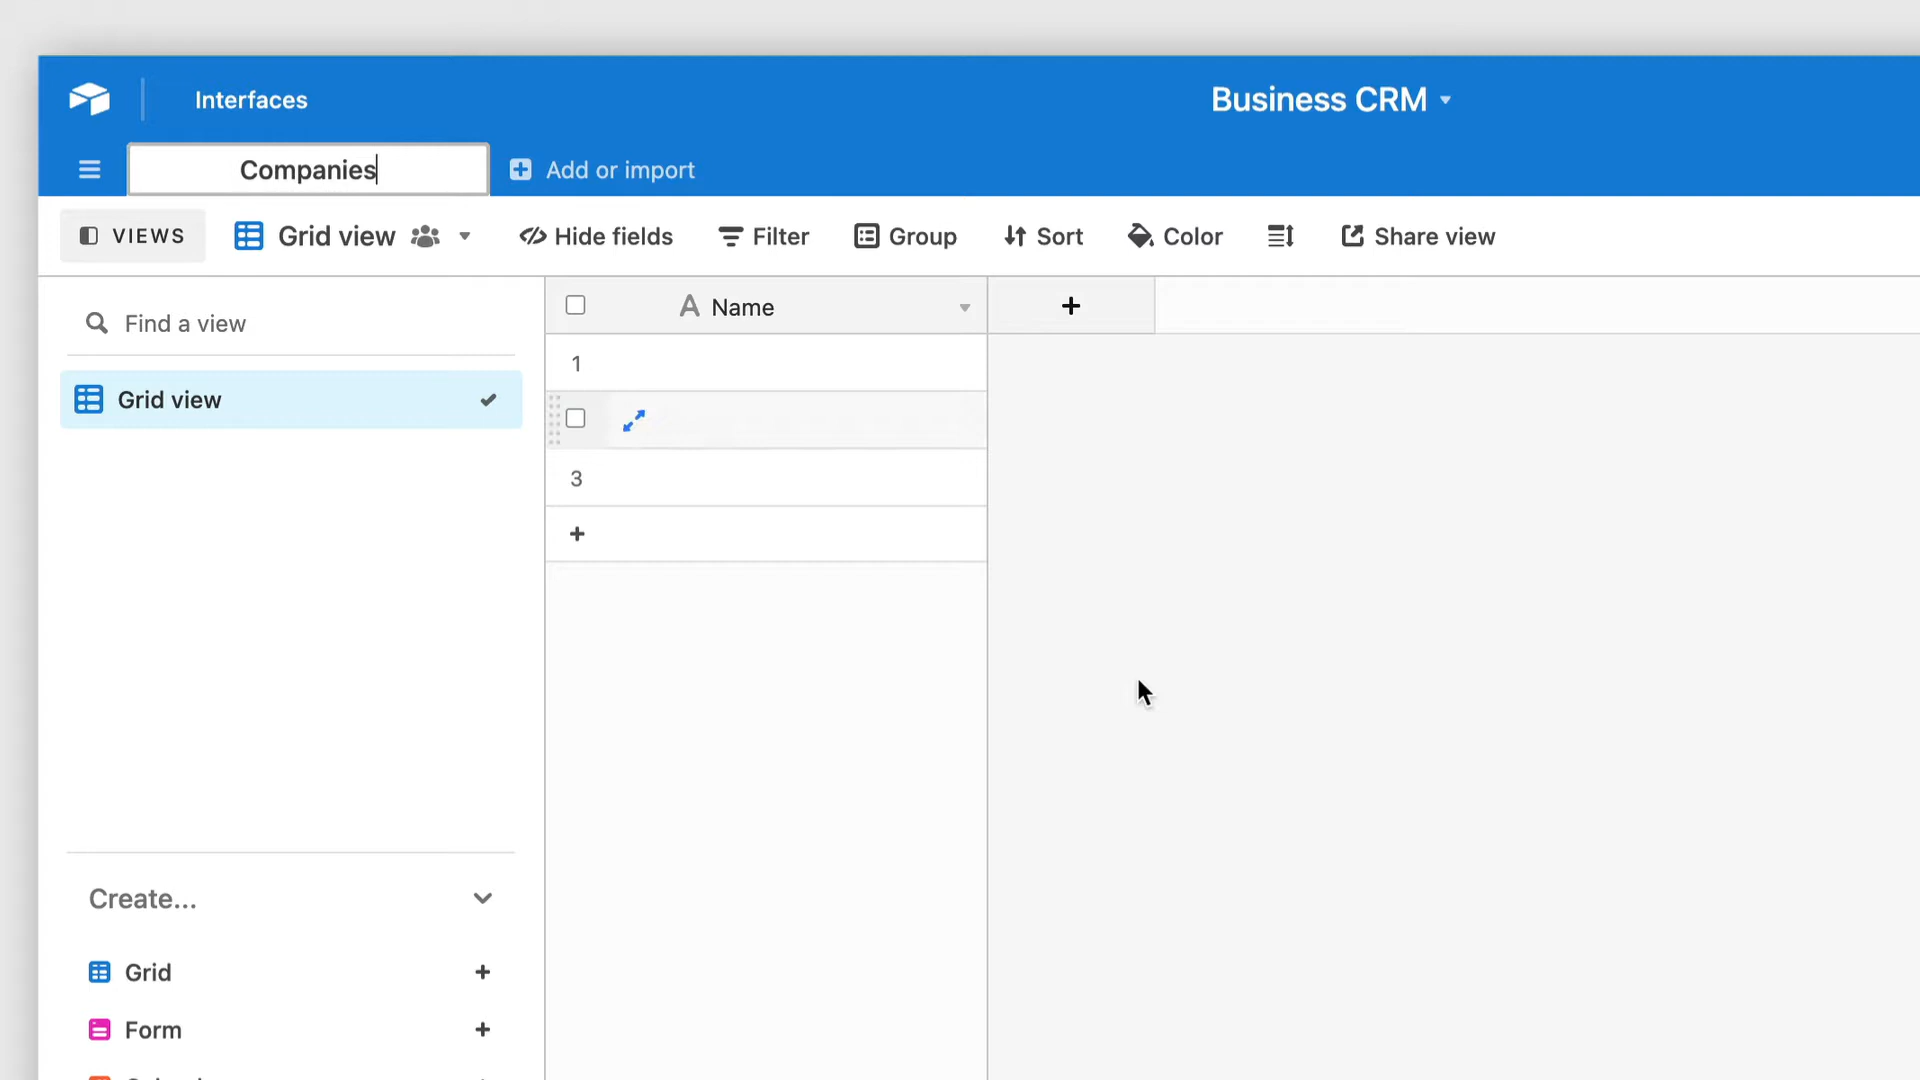 Interfaces
Business CRM
Companies
Add or import
VIEWS
Grid view
Hide fields
Filter
Group
Sort
Color
Share view
Find a view
Name
1
Grid view
3
Create...
Grid
Form